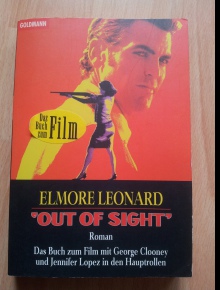 GOLDMANN
Das
Buch
zum
Film
ELMORE LEONARD
"OUT OF SIGHT"
Roman
Das Buch zum Film mit George Clooney
und Jennifer Lopez in den Hauptrollen